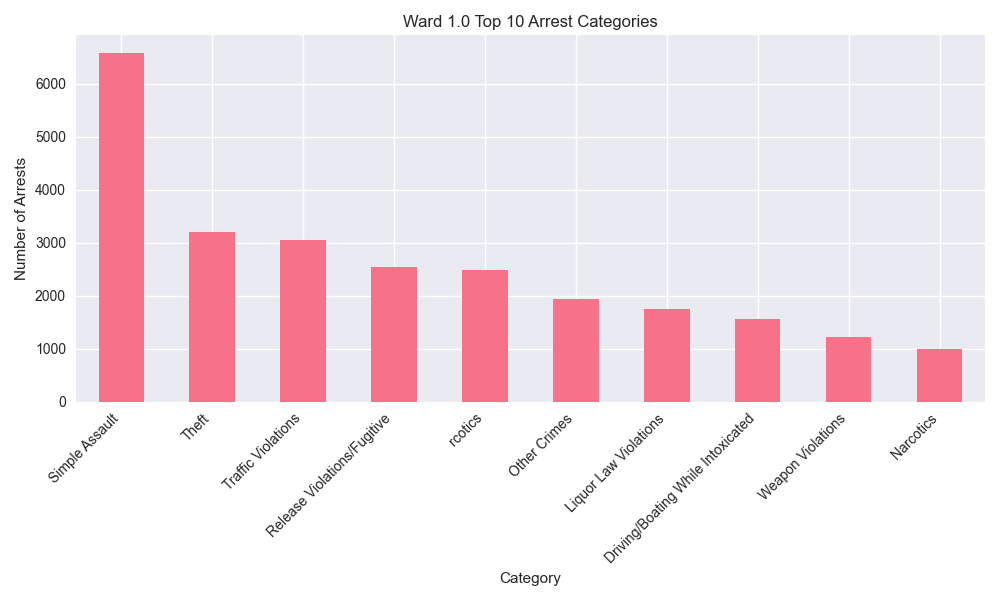 Ward 1.0 Top 10 Arrest Categories
Number of Arrests
6000
5000
4000
3000
2000
1000
0
Simple Assault
Theft
Traffic Violations
Release Violations/Fugitive
rcotics
Other Crimes
Liquor Law Violations
Driving/Boating While Intoxicated
Weapon Violations
Narcotics
Category